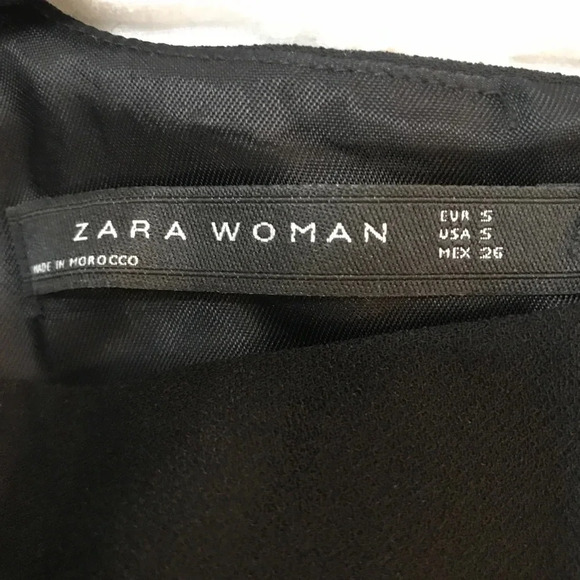 ZARA WOMAN
MADE IN MOROCCO
EUR S
USA S
MEX 26